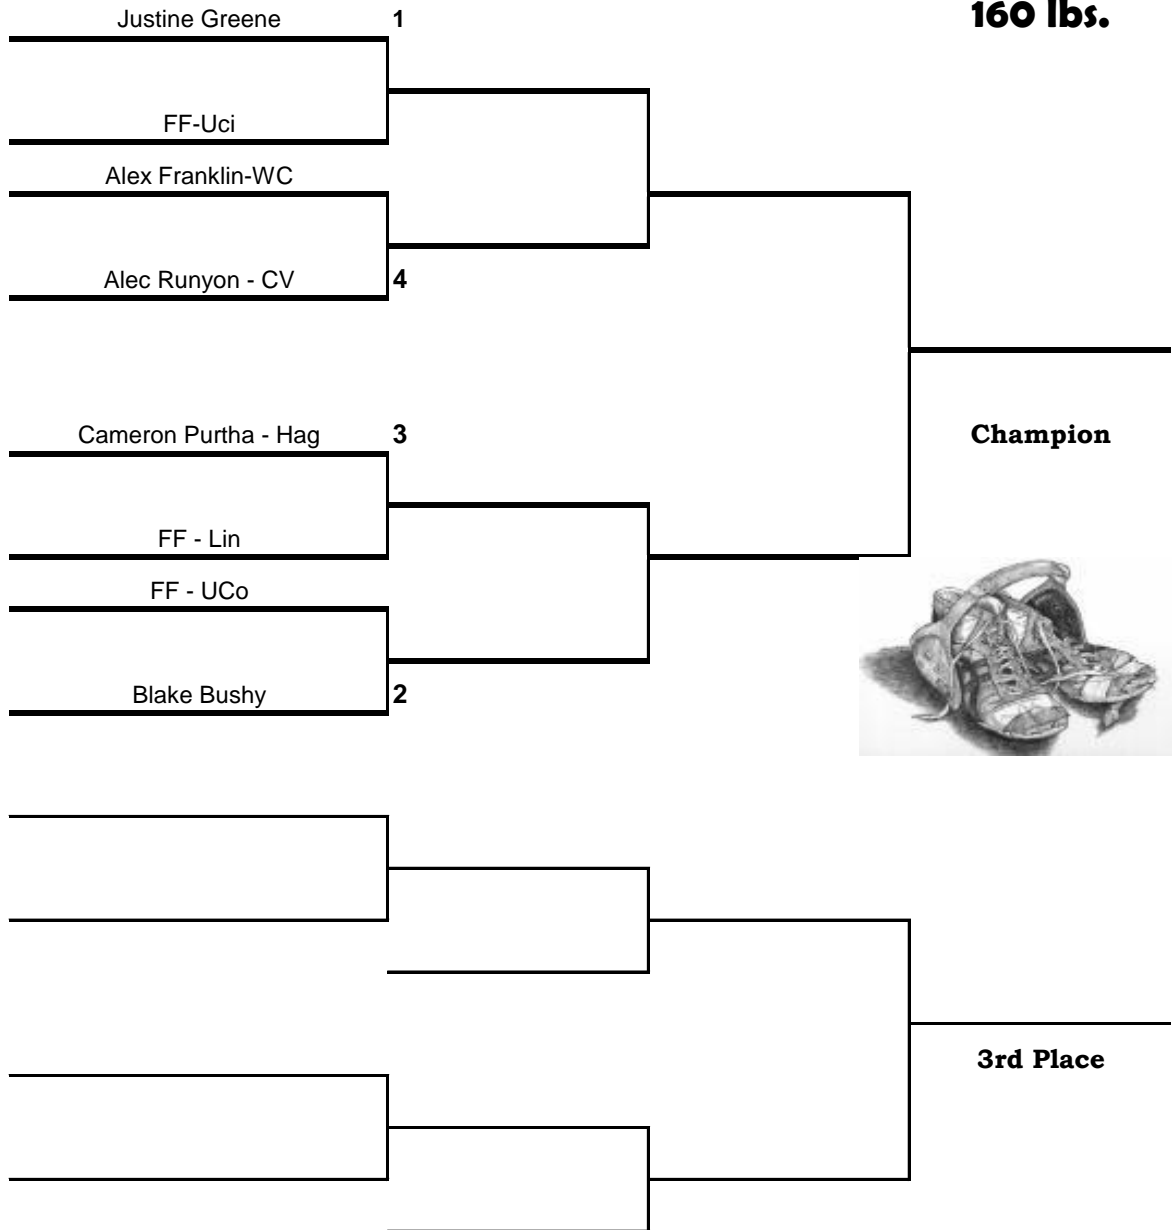 160 lbs.
Justine Greene 1
FF-Uci
Alex Franklin-WC
Alec Runyon - CV 4
Cameron Purtha - Hag 3
Champion
FF - Lin
FF - UCo
Blake Bushy 2
3rd Place